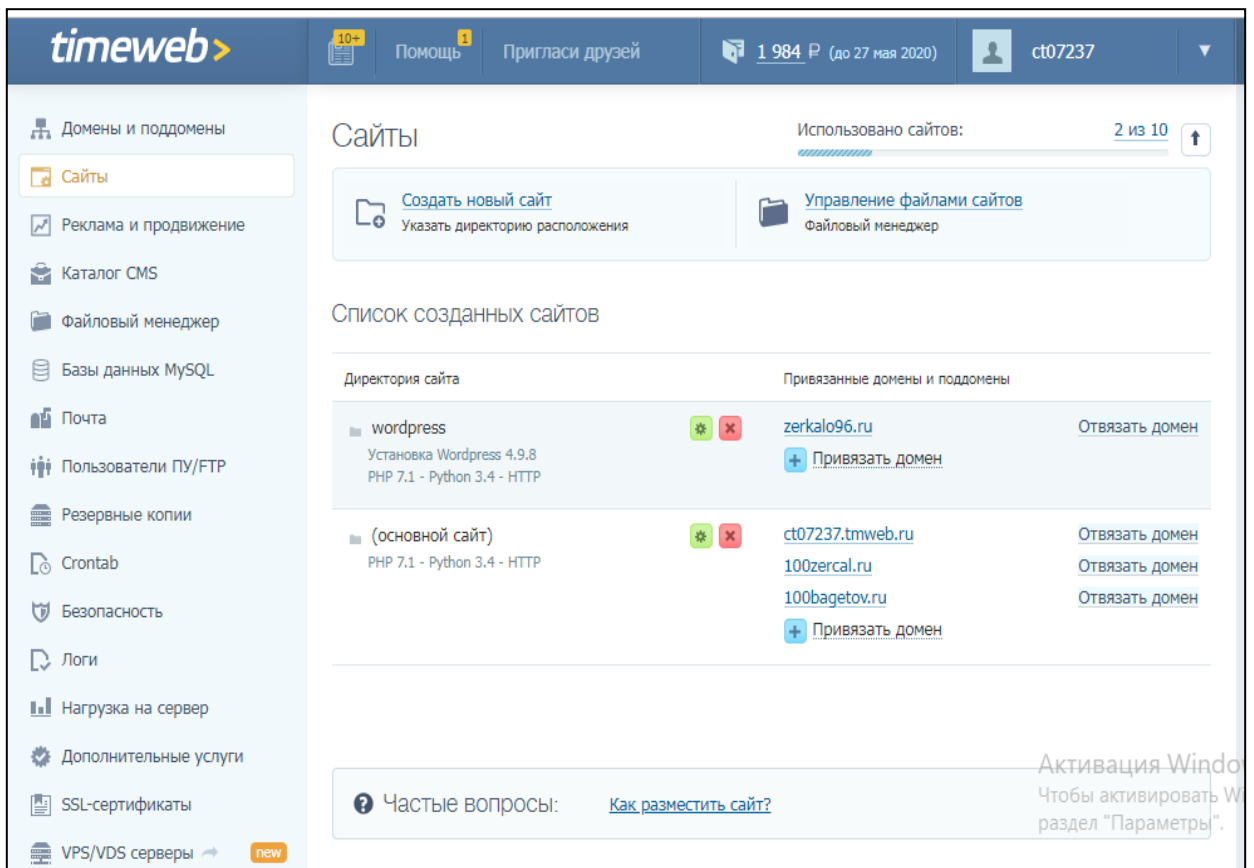 timeweb>
10+
Помощь 1
Пригласи друзей
1 984 ₽ (до 27 мая 2020)
ct07237
Домены и поддомены
Сайты
Реклама и продвижение
Каталог CMS
Файловый менеджер
Базы данных MySQL
Почта
Пользователи ПУ/FTP
Резервные копии
Crontab
Безопасность
Логи
Нагрузка на сервер
Дополнительные услуги
SSL-сертификаты
VPS/VDS серверы new
Сайты
Использовано сайтов: 2 из 10
Создать новый сайт
Указать директорию расположения
Управление файлами сайтов
Файловый менеджер
Список созданных сайтов
Директория сайта
Привязанные домены и поддомены
wordpress
Установка Wordpress 4.9.8
PHP 7.1 - Python 3.4 - HTTP
zerkalo96.ru Отвязать домен
+ Привязать домен
(основной сайт)
PHP 7.1 - Python 3.4 - HTTP
ct07237.tmweb.ru Отвязать домен
100zercal.ru Отвязать домен
100bagetov.ru Отвязать домен
+ Привязать домен
? Частые вопросы: Как разместить сайт?
Активация Windo
Чтобы активировать Wi
раздел "Параметры".